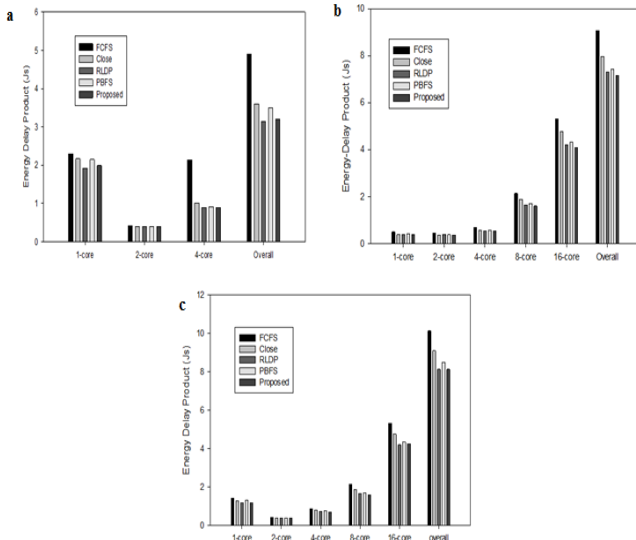 a
Energy Delay Product (Js)
6
5
4
3
2
1
0
FCFS
Close
RLDP
PBFS
Proposed
1-core 2-core 4-core Overall
b
Energy-Delay Product (Js)
10
8
6
4
2
0
FCFS
Close
RLDP
PBFS
Proposed
1-core 2-core 4-core 8-core 16-core Overall
c
Energy Delay Product (Js)
12
10
8
6
4
2
0
FCFS
Close
RLDP
PBFS
Proposed
1-core 2-core 4-core 8-core 16-core overall